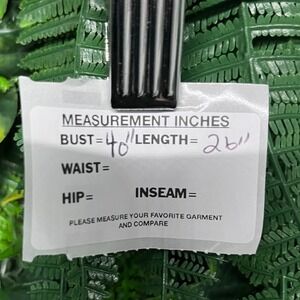 MEASUREMENT INCHES
BUST= 40" LENGTH= 26"
WAIST=
HIP= INSEAM=
PLEASE MEASURE YOUR FAVORITE GARMENT
AND COMPARE